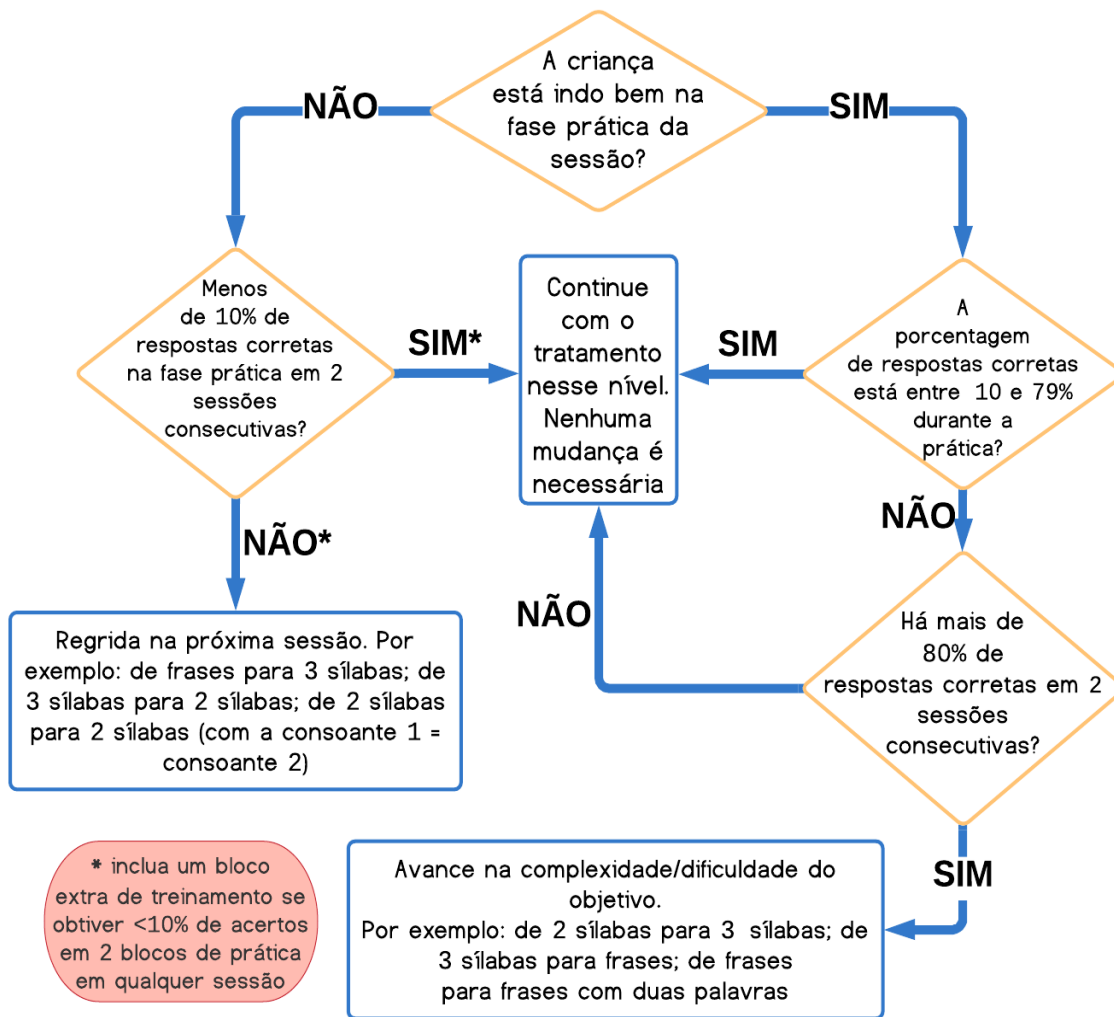 A criança
está indo bem na
fase prática da
sessão?
NÃO
SIM
Menos
de 10% de
respostas corretas
na fase prática em 2
sessões
consecutivas?
SIM*
Continue
com o
tratamento
nesse nível.
Nenhuma
mudança é
necessária
SIM
A
porcentagem
de respostas corretas
está entre 10 e 79%
durante a
prática?
NÃO*
NÃO
NÃO
Regrida na próxima sessão. Por
exemplo: de frases para 3 sílabas; de
3 sílabas para 2 sílabas; de 2 sílabas
para 2 sílabas (com a consoante 1 =
consoante 2)
Há mais de
80% de
respostas corretas em 2
sessões
consecutivas?
SIM
* inclua um bloco
extra de treinamento se
obtiver <10% de acertos
em 2 blocos de prática
em qualquer sessão
Avance na complexidade/dificuldade do
objetivo.
Por exemplo: de 2 sílabas para 3 sílabas; de
3 sílabas para frases; de frases
para frases com duas palavras